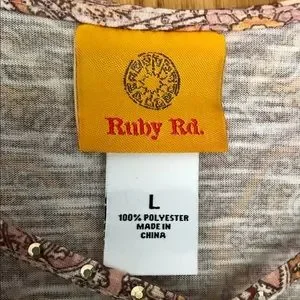 Ruby Rd.
L
100% POLYESTER
MADE IN
CHINA